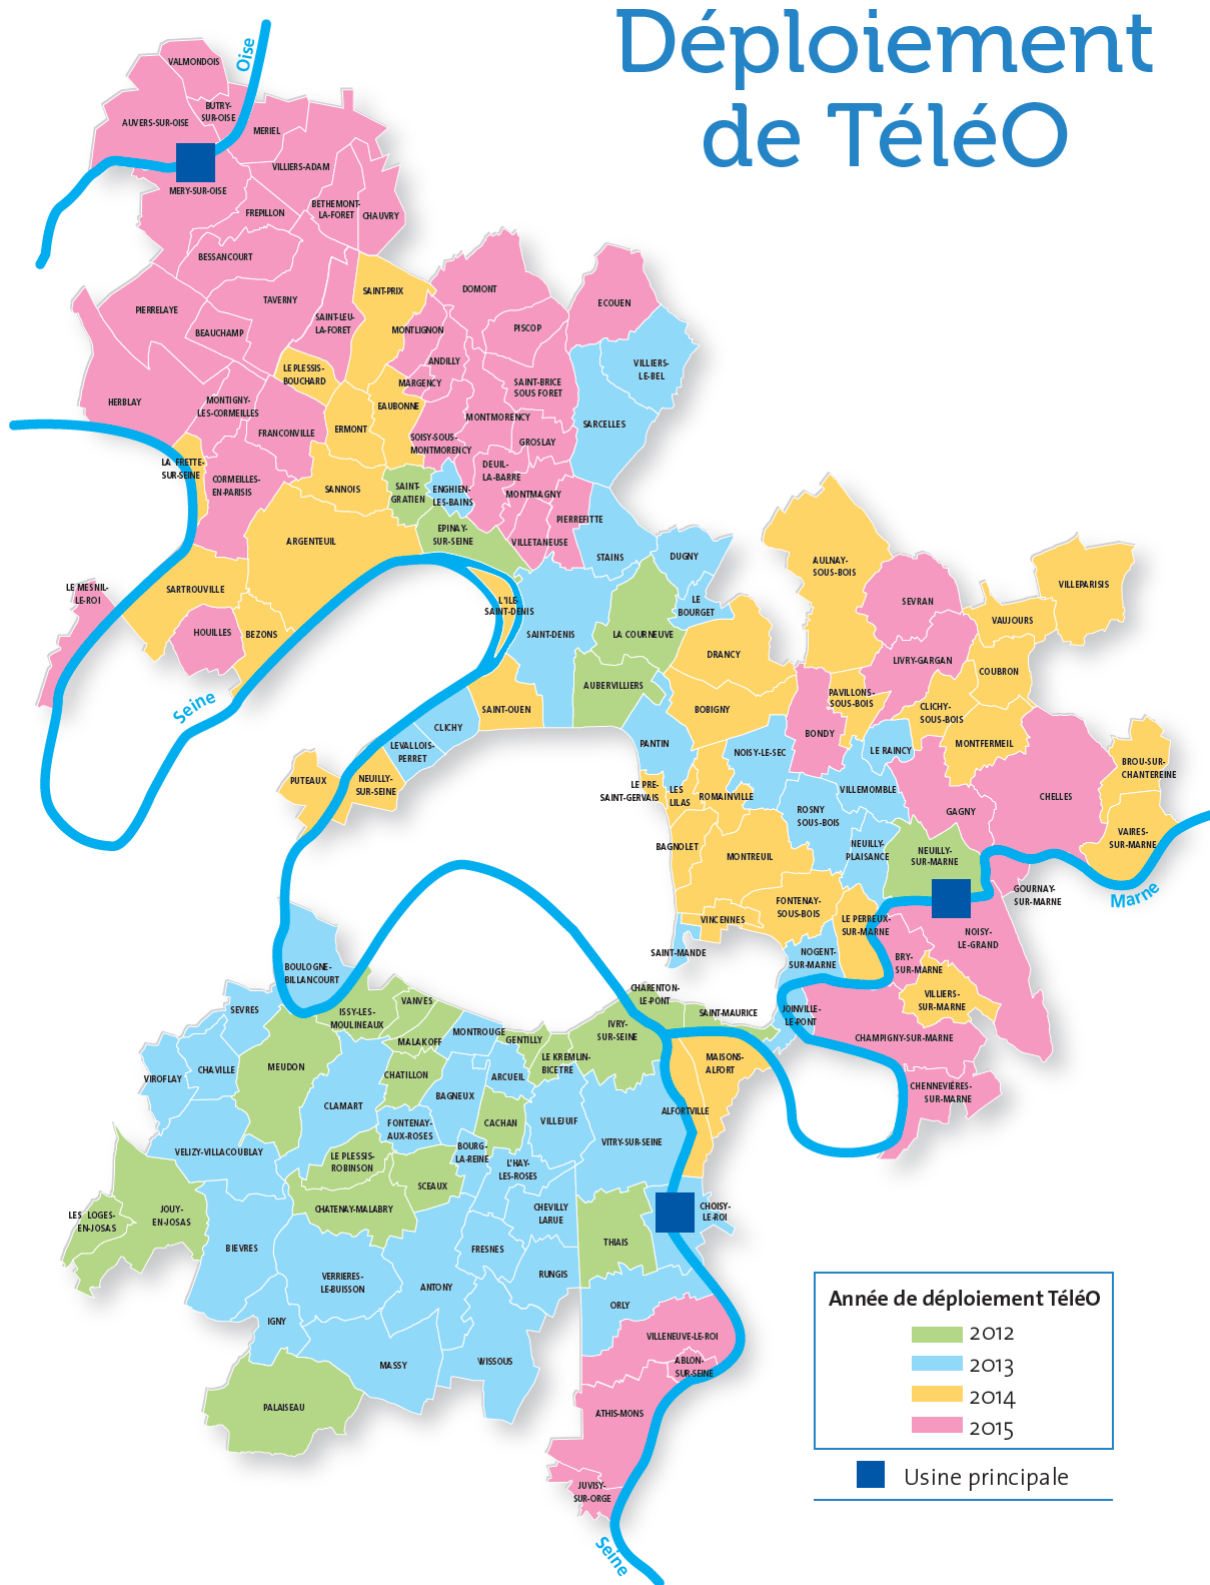 Déploiement
de TéléO
Oise
VALMONDOIS
BUTRY-
SUR-OISE
AUVERS-SUR-OISE
MERIEL
VILLIERS-ADAM
MERY-SUR-OISE
BETHEMONT-
LA-FORET
FREPILLON
CHAUVRY
BESSANCOURT
SAINT-PRIX
DOMONT
TAVERNY
ECOUEN
PIERRELAYE
SAINT-LEU-
LA-FORET
BEAUCHAMP
MONTLIGNON
PISCOP
ANDILLY
VILLIERS-
LE-BEL
LE PLESSIS-
BOUCHARD
MARGENCY
SAINT-BRICE
SOUS FORET
HERBLAY
MONTIGNY-
LES-CORMEILLES
EAUBONNE
MONTMORENCY
SARCELLES
FRANCONVILLE
ERMONT
SOISY-SOUS-
MONTMORENCY
GROSLAY
LA FRETTE-
SUR-SEINE
CORMEILLES-
EN-PARISIS
SANNOIS
SAINT-
GRATIEN
ENGHIEN-
LES-BAINS
DEUIL-
LA-BARRE
MONTMAGNY
PIERREFITTE
ARGENTEUIL
EPINAY-
SUR-SEINE
VILLETANEUSE
STAINS
DUGNY
AULNAY-
SOUS-BOIS
VILLEPARISIS
LE MESNIL-
LE-ROI
SARTROUVILLE
L'ILE-
SAINT-DENIS
LE
BOURGET
SEVRAN
VAUJOURS
HOUILLES
BEZONS
SAINT-DENIS
LA COURNEUVE
DRANCY
LIVRY-GARGAN
COUBRON
AUBERVILLIERS
Seine
SAINT-OUEN
BOBIGNY
PAVILLONS-
SOUS-BOIS
CLICHY-
SOUS-BOIS
CLICHY
BONDY
MONTFERMEIL
LEVALLOIS-
PERRET
PANTIN
NOISY-LE-SEC
LE RAINCY
BROU-SUR-
CHANTEREINE
PUTEAUX
NEUILLY-
SUR-SEINE
LE PRE-
SAINT-GERVAIS
LES
LILAS
ROMAINVILLE
VILLEMOMBLE
CHELLES
ROSNY
SOUS-BOIS
GAGNY
VAIRES-
SUR-MARNE
BAGNOLET
MONTREUIL
NEUILLY-
PLAISANCE
NEUILLY-
SUR-MARNE
Marne
GOURNAY-
SUR-MARNE
FONTENAY-
SOUS-BOIS
VINCENNES
LE PERREUX-
SUR-MARNE
NOISY-
LE-GRAND
SAINT-MANDE
NOGENT-
SUR-MARNE
BRY-
SUR-MARNE
BOULOGNE-
BILLANCOURT
CHARENTON-
LE-PONT
VILLIERS-
SUR-MARNE
SEVRES
ISSY-LES-
MOULINEAUX
VANVES
SAINT-MAURICE
JOINVILLE-
LE-PONT
MALAKOFF
MONTROUGE
GENTILLY
IVRY-
SUR-SEINE
CHAMPIGNY-SUR-MARNE
VIROFLAY
CHAVILLE
MEUDON
CHATILLON
ARCUEIL
LE KREMLIN-
BICETRE
MAISONS-
ALFORT
CHENNEVIÈRES-
SUR-MARNE
CLAMART
BAGNEUX
ALFORTVILLE
FONTENAY-
AUX-ROSES
CACHAN
VILLEJUIF
VITRY-SUR-SEINE
VELIZY-VILLACOUBLAY
LE PLESSIS-
ROBINSON
BOURG-
LA-REINE
L'HAY-
LES-ROSES
SCEAUX
LES LOGES-
EN-JOSAS
JOUY-
EN-JOSAS
CHATENAY-MALABRY
CHEVILLY
LARUE
CHOISY-
LE-ROI
BIEVRES
FRESNES
THIAIS
VERRIERES-
LE-BUISSON
ANTONY
RUNGIS
IGNY
ORLY
MASSY
WISSOUS
VILLENEUVE-LE-ROI
ABLON-
SUR-SEINE
PALAISEAU
ATHIS-MONS
JUVISY-
SUR-ORGE
Seine
Année de déploiement TéléO
2012
2013
2014
2015
Usine principale